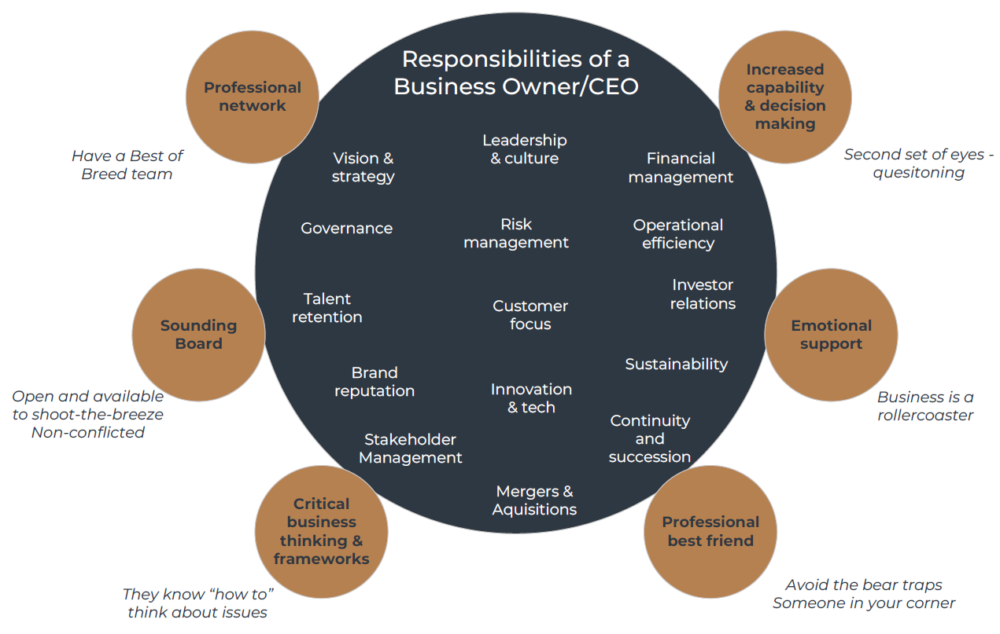 Responsibilities of a
Business Owner/CEO
Professional
network
Have a Best of
Breed team
Increased
capability
& decision
making
Second set of eyes -
quesitoning
Vision &
strategy
Leadership
& culture
Financial
management
Governance
Risk
management
Operational
efficiency
Talent
retention
Customer
focus
Investor
relations
Sounding
Board
Open and available
to shoot-the-breeze
Non-conflicted
Emotional
support
Business is a
rollercoaster
Brand
reputation
Innovation
& tech
Sustainability
Stakeholder
Management
Continuity
and
succession
Mergers &
Aquisitions
Critical
business
thinking &
frameworks
They know “how to”
think about issues
Professional
best friend
Avoid the bear traps
Someone in your corner